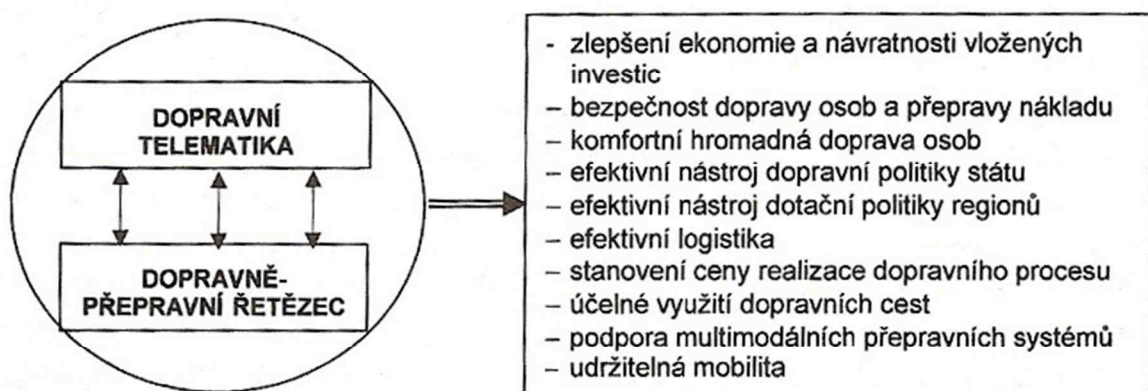 DOPRAVNÍ
TELEMATIKA
DOPRAVNĚ-
PŘEPRAVNÍ ŘETĚZEC
- zlepšení ekonomie a návratnosti vložených
investic
– bezpečnost dopravy osob a přepravy nákladu
– komfortní hromadná doprava osob
– efektivní nástroj dopravní politiky státu
– efektivní nástroj dotační politiky regionů
– efektivní logistika
– stanovení ceny realizace dopravního procesu
– účelné využití dopravních cest
– podpora multimodálních přepravních systémů
– udržitelná mobilita